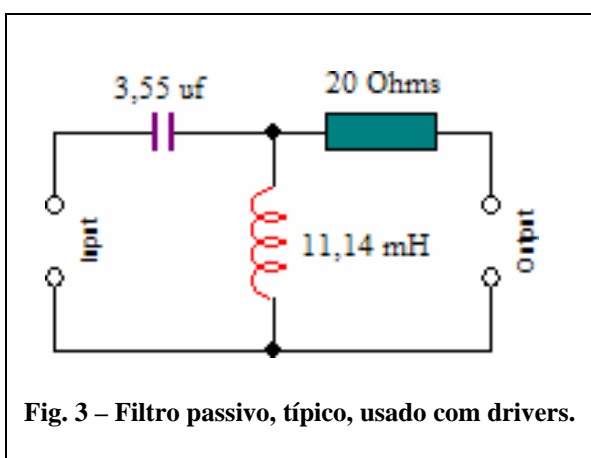 3,55 uf
20 Ohms
Input
11,14 mH
Output
Fig. 3 – Filtro passivo, típico, usado com drivers.